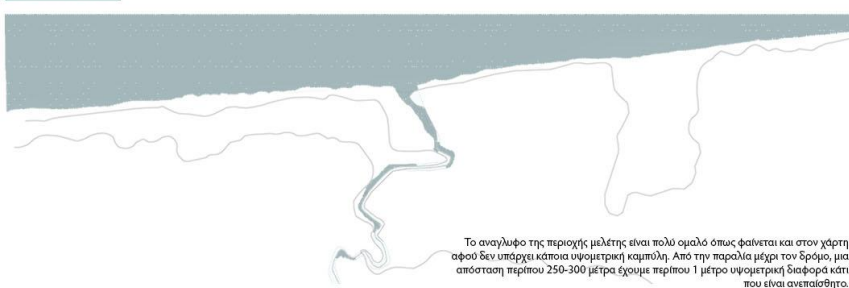 Το αναγλυφο της περιοχής μελέτης είναι πολύ ομαλό όπως φαίνεται και στον χάρτη
αφού δεν υπάρχει κάποια υψομετρική καμπύλη. Από την παραλία μέχρι τον δρόμο, μια
απόσταση περίπου 250-300 μέτρα έχουμε περίπου 1 μέτρο υψομετρική διαφορά κάτι
που είναι ανεπαίσθητο.